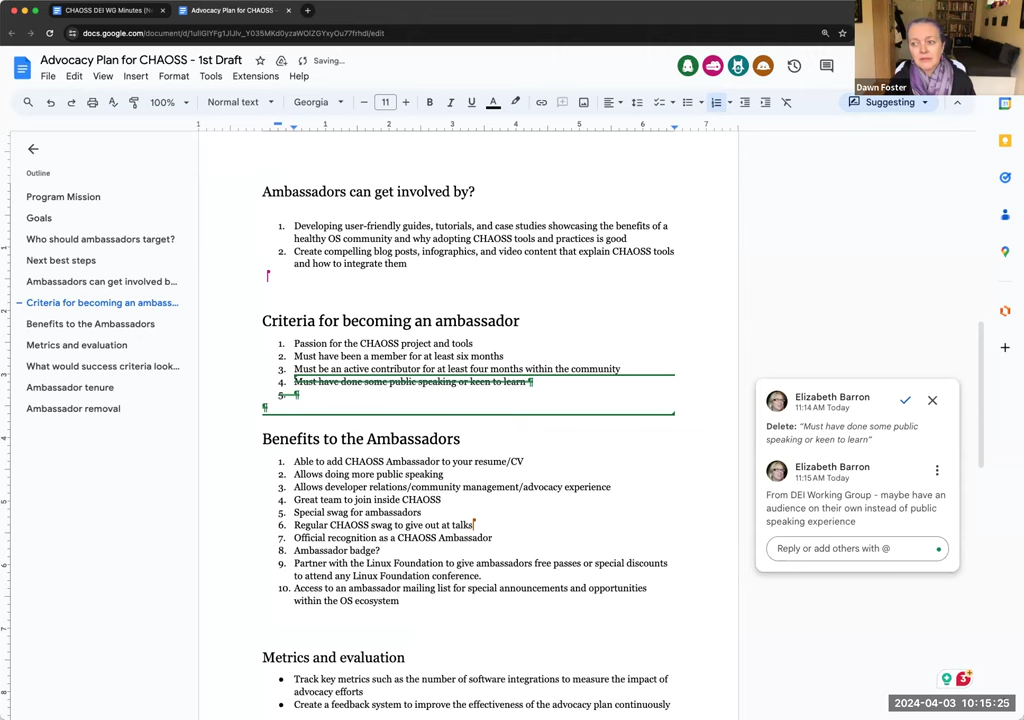 CHAOSS DEI WG Minutes (N
Advocacy Plan for CHAOSS -
docs.google.com/document/d/1uliGIYFg1JIJlv_Y035MKd0yzaWOlZGYxyOu77frhdI/edit
Advocacy Plan for CHAOSS - 1st Draft
Saving...
File Edit View Insert Format Tools Extensions Help
100% Normal text Georgia 11 Suggesting
Dawn Foster
1 1 2 3 4 5 6 7
Outline
Program Mission
Goals
Who should ambassadors target?
Next best steps
Ambassadors can get involved b...
Criteria for becoming an ambass...
Benefits to the Ambassadors
Metrics and evaluation
What would success criteria look...
Ambassador tenure
Ambassador removal
Ambassadors can get involved by?
1. Developing user-friendly guides, tutorials, and case studies showcasing the benefits of a
healthy OS community and why adopting CHAOSS tools and practices is good
2. Create compelling blog posts, infographics, and video content that explain CHAOSS tools
and how to integrate them
Criteria for becoming an ambassador
1. Passion for the CHAOSS project and tools
2. Must have been a member for at least six months
3. Must be an active contributor for at least four months within the community
4. Must have done some public speaking or keen to learn ¶
5. ¶
¶
Benefits to the Ambassadors
1. Able to add CHAOSS Ambassador to your resume/CV
2. Allows doing more public speaking
3. Allows developer relations/community management/advocacy experience
4. Great team to join inside CHAOSS
5. Special swag for ambassadors
6. Regular CHAOSS swag to give out at talks
7. Official recognition as a CHAOSS Ambassador
8. Ambassador badge?
9. Partner with the Linux Foundation to give ambassadors free passes or special discounts
to attend any Linux Foundation conference.
10. Access to an ambassador mailing list for special announcements and opportunities
within the OS ecosystem
Metrics and evaluation
● Track key metrics such as the number of software integrations to measure the impact of
advocacy efforts
● Create a feedback system to improve the effectiveness of the advocacy plan continuously
Elizabeth Barron
11:14 AM Today
Delete: "Must have done some public
speaking or keen to learn"
Elizabeth Barron
11:15 AM Today
From DEI Working Group - maybe have an
audience on their own instead of public
speaking experience
Reply or add others with @
3
2024-04-03 10:15:25